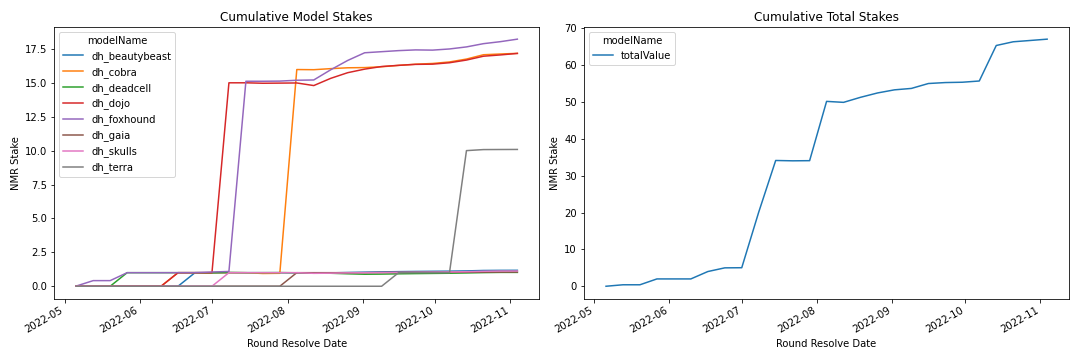 Cumulative Model Stakes
NMR Stake
17.5
15.0
12.5
10.0
7.5
5.0
2.5
0.0
modelName
dh_beautybeast
dh_cobra
dh_deadcell
dh_dojo
dh_foxhound
dh_gaia
dh_skulls
dh_terra
2022-05
2022-06
2022-07
2022-08
2022-09
2022-10
2022-11
Round Resolve Date
Cumulative Total Stakes
NMR Stake
70
60
50
40
30
20
10
0
modelName
totalValue
2022-05
2022-06
2022-07
2022-08
2022-09
2022-10
2022-11
Round Resolve Date